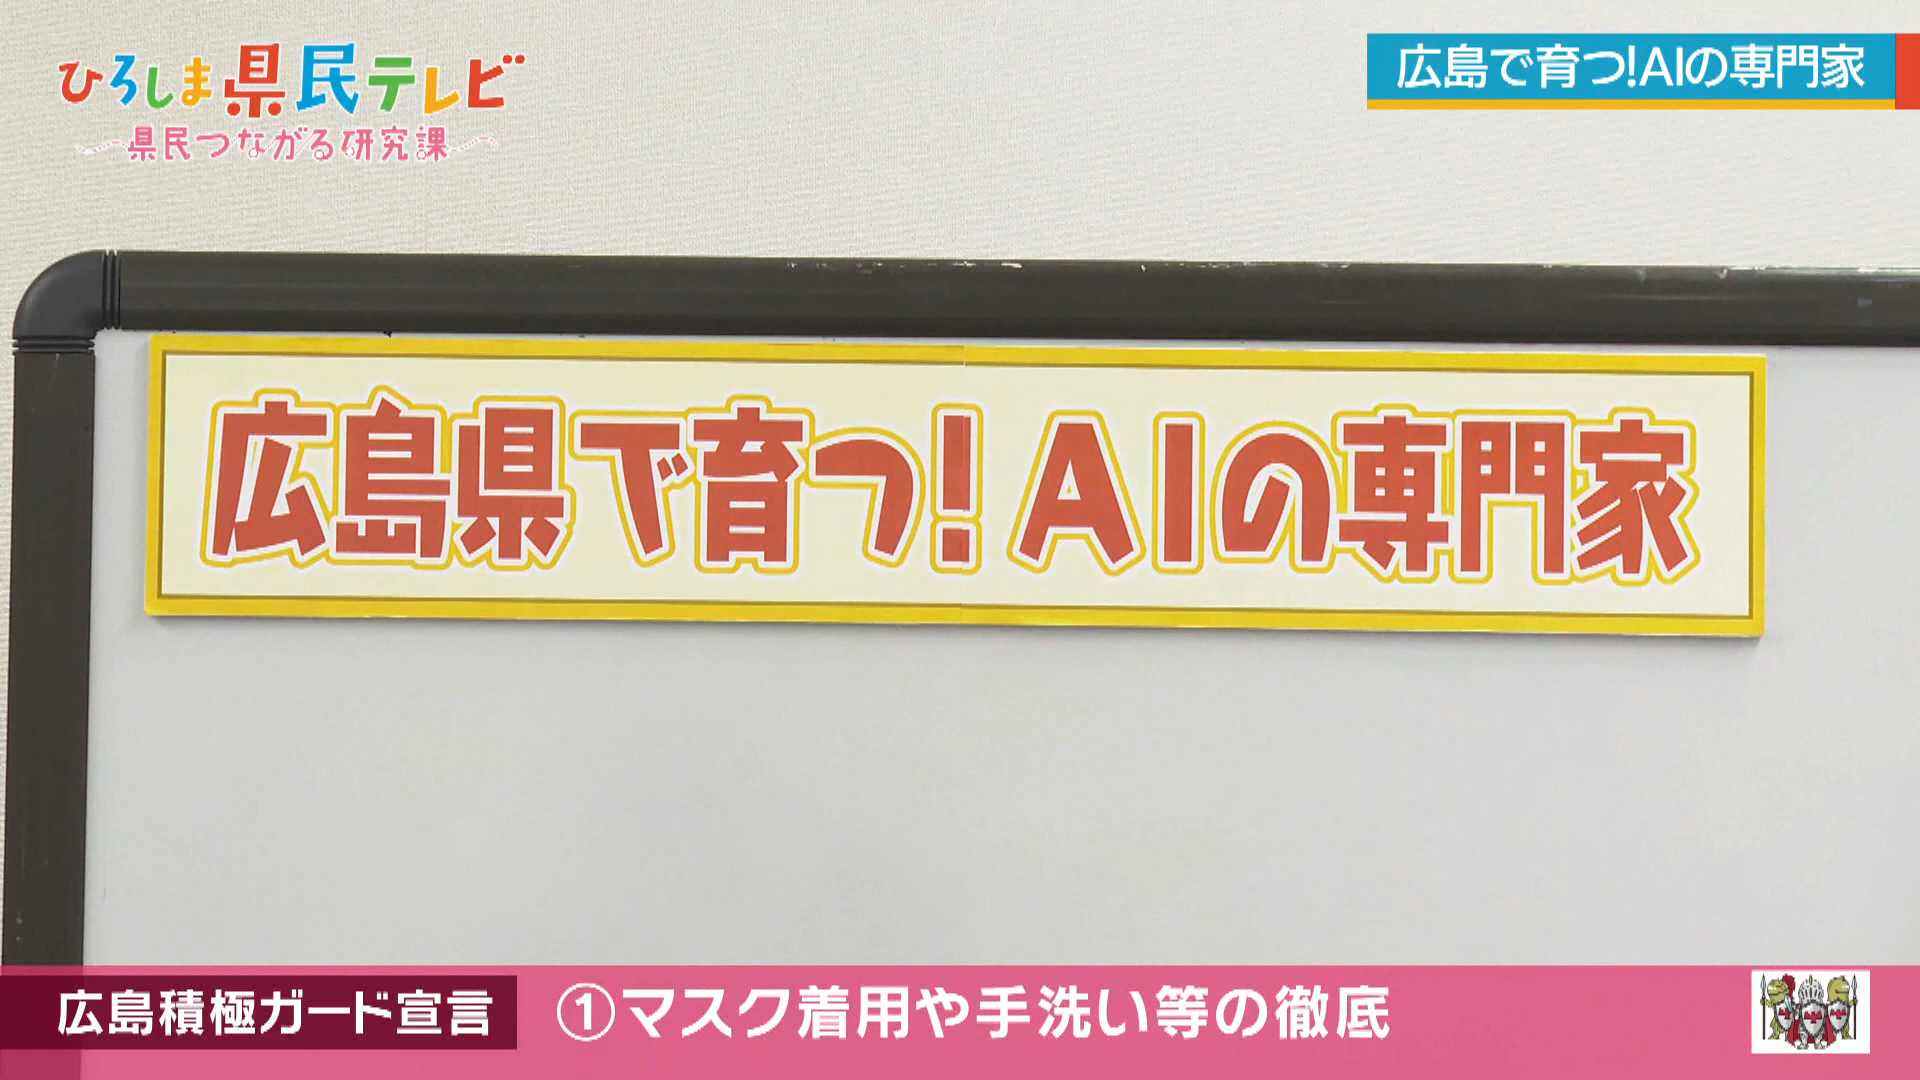 ひろしま県民テレビ
〜県民つながる研究課〜
広島で育つ!AIの専門家
広島県で育つ! AIの専門家
広島積極ガード宣言
①マスク着用や手洗い等の徹底